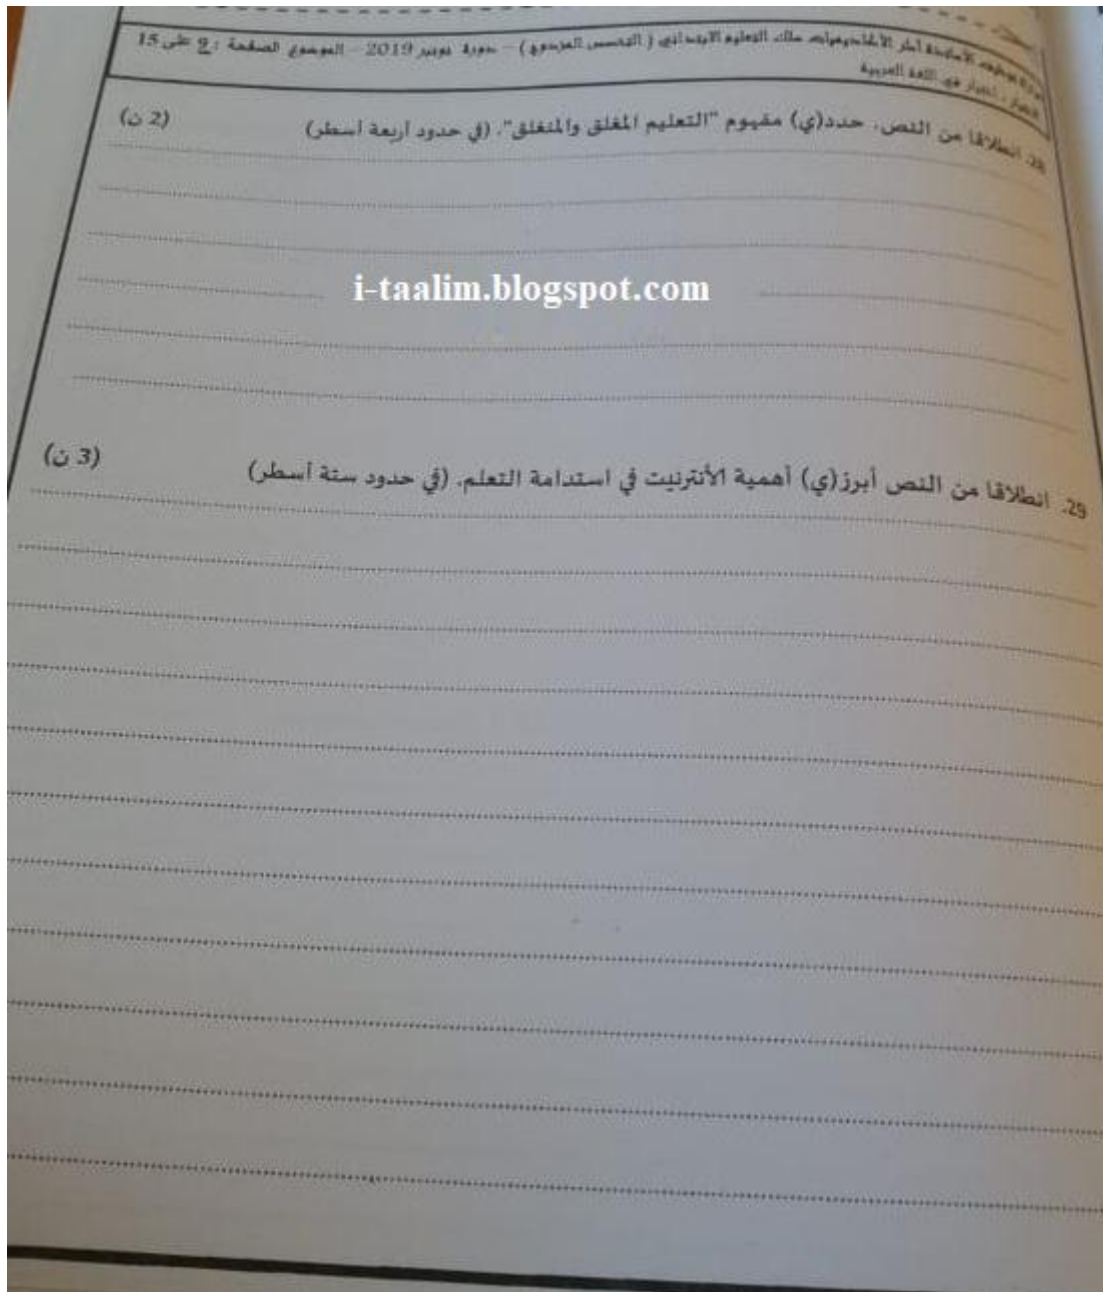 مباراة توظيف الأساتذة أطر الأكاديميات سلك التعليم الابتدائي ( التخصص المزدوج) – دورة نونبر 2019 – الموضوع الصفحة : 9 على 15
اختبار في اللغة العربية
28. انطلاقا من النص، حدد(ي) مفهوم "التعليم المغلق والمنغلق". (في حدود أربعة أسطر) (2 ن)
i-taalim.blogspot.com
29. انطلاقا من النص أبرز(ي) أهمية الأنترنيت في استدامة التعلم. (في حدود ستة أسطر) (3 ن)